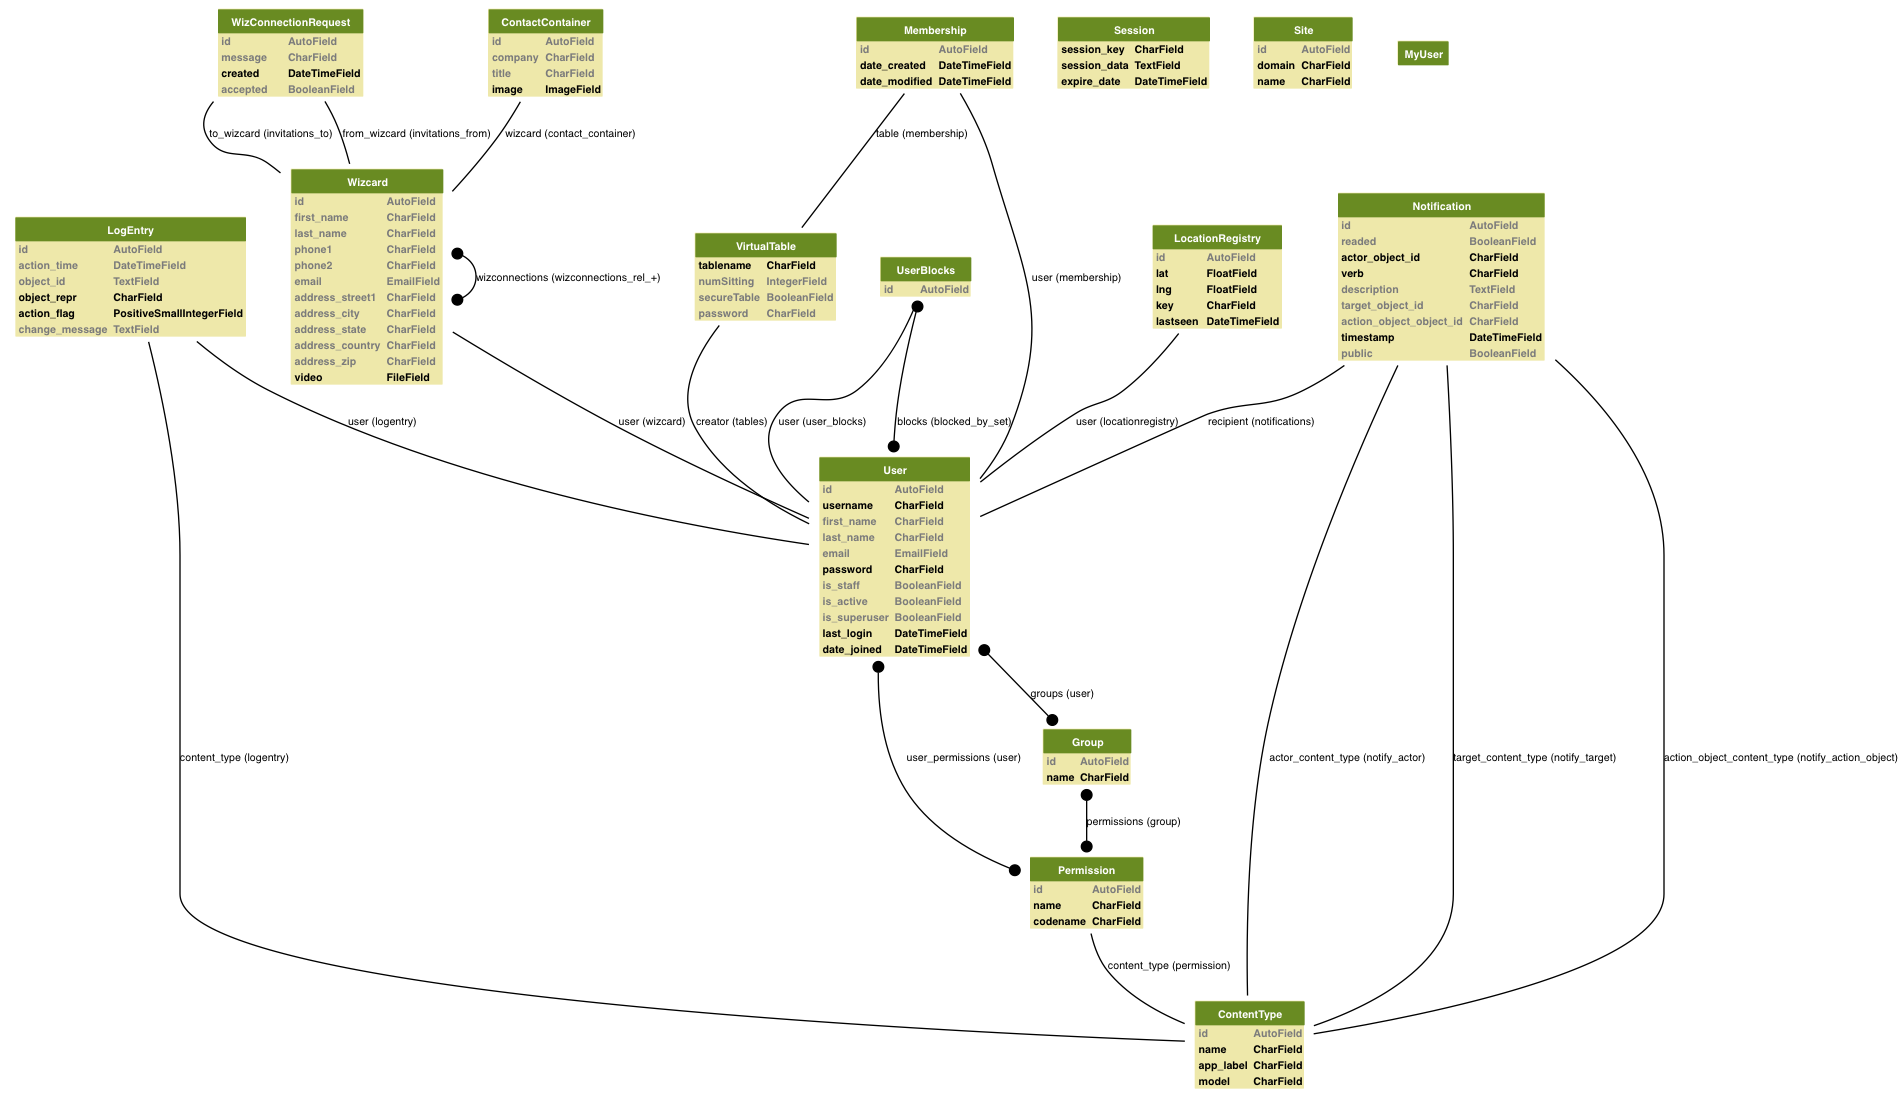 WizConnectionRequest
id AutoField
message CharField
created DateTimeField
accepted BooleanField
ContactContainer
id AutoField
company CharField
title CharField
image ImageField
Membership
id AutoField
date_created DateTimeField
date_modified DateTimeField
Session
session_key CharField
session_data TextField
expire_date DateTimeField
Site
id AutoField
domain CharField
name CharField
MyUser
to_wizcard (invitations_to)
from_wizcard (invitations_from)
wizcard (contact_container)
table (membership)
Wizcard
id AutoField
first_name CharField
last_name CharField
phone1 CharField
phone2 CharField
email EmailField
address_street1 CharField
address_city CharField
address_state CharField
address_country CharField
address_zip CharField
video FileField
wizconnections (wizconnections_rel_+)
LogEntry
id AutoField
action_time DateTimeField
object_id TextField
object_repr CharField
action_flag PositiveSmallIntegerField
change_message TextField
VirtualTable
tablename CharField
numSitting IntegerField
secureTable BooleanField
password CharField
UserBlocks
id AutoField
user (membership)
LocationRegistry
id AutoField
lat FloatField
lng FloatField
key CharField
lastseen DateTimeField
Notification
id AutoField
readed BooleanField
actor_object_id CharField
verb CharField
description TextField
target_object_id CharField
action_object_object_id CharField
timestamp DateTimeField
public BooleanField
user (logentry)
user (wizcard)
creator (tables)
user (user_blocks)
blocks (blocked_by_set)
user (locationregistry)
recipient (notifications)
User
id AutoField
username CharField
first_name CharField
last_name CharField
email EmailField
password CharField
is_staff BooleanField
is_active BooleanField
is_superuser BooleanField
last_login DateTimeField
date_joined DateTimeField
groups (user)
Group
id AutoField
name CharField
content_type (logentry)
user_permissions (user)
actor_content_type (notify_actor)
target_content_type (notify_target)
action_object_content_type (notify_action_object)
permissions (group)
Permission
id AutoField
name CharField
codename CharField
content_type (permission)
ContentType
id AutoField
name CharField
app_label CharField
model CharField